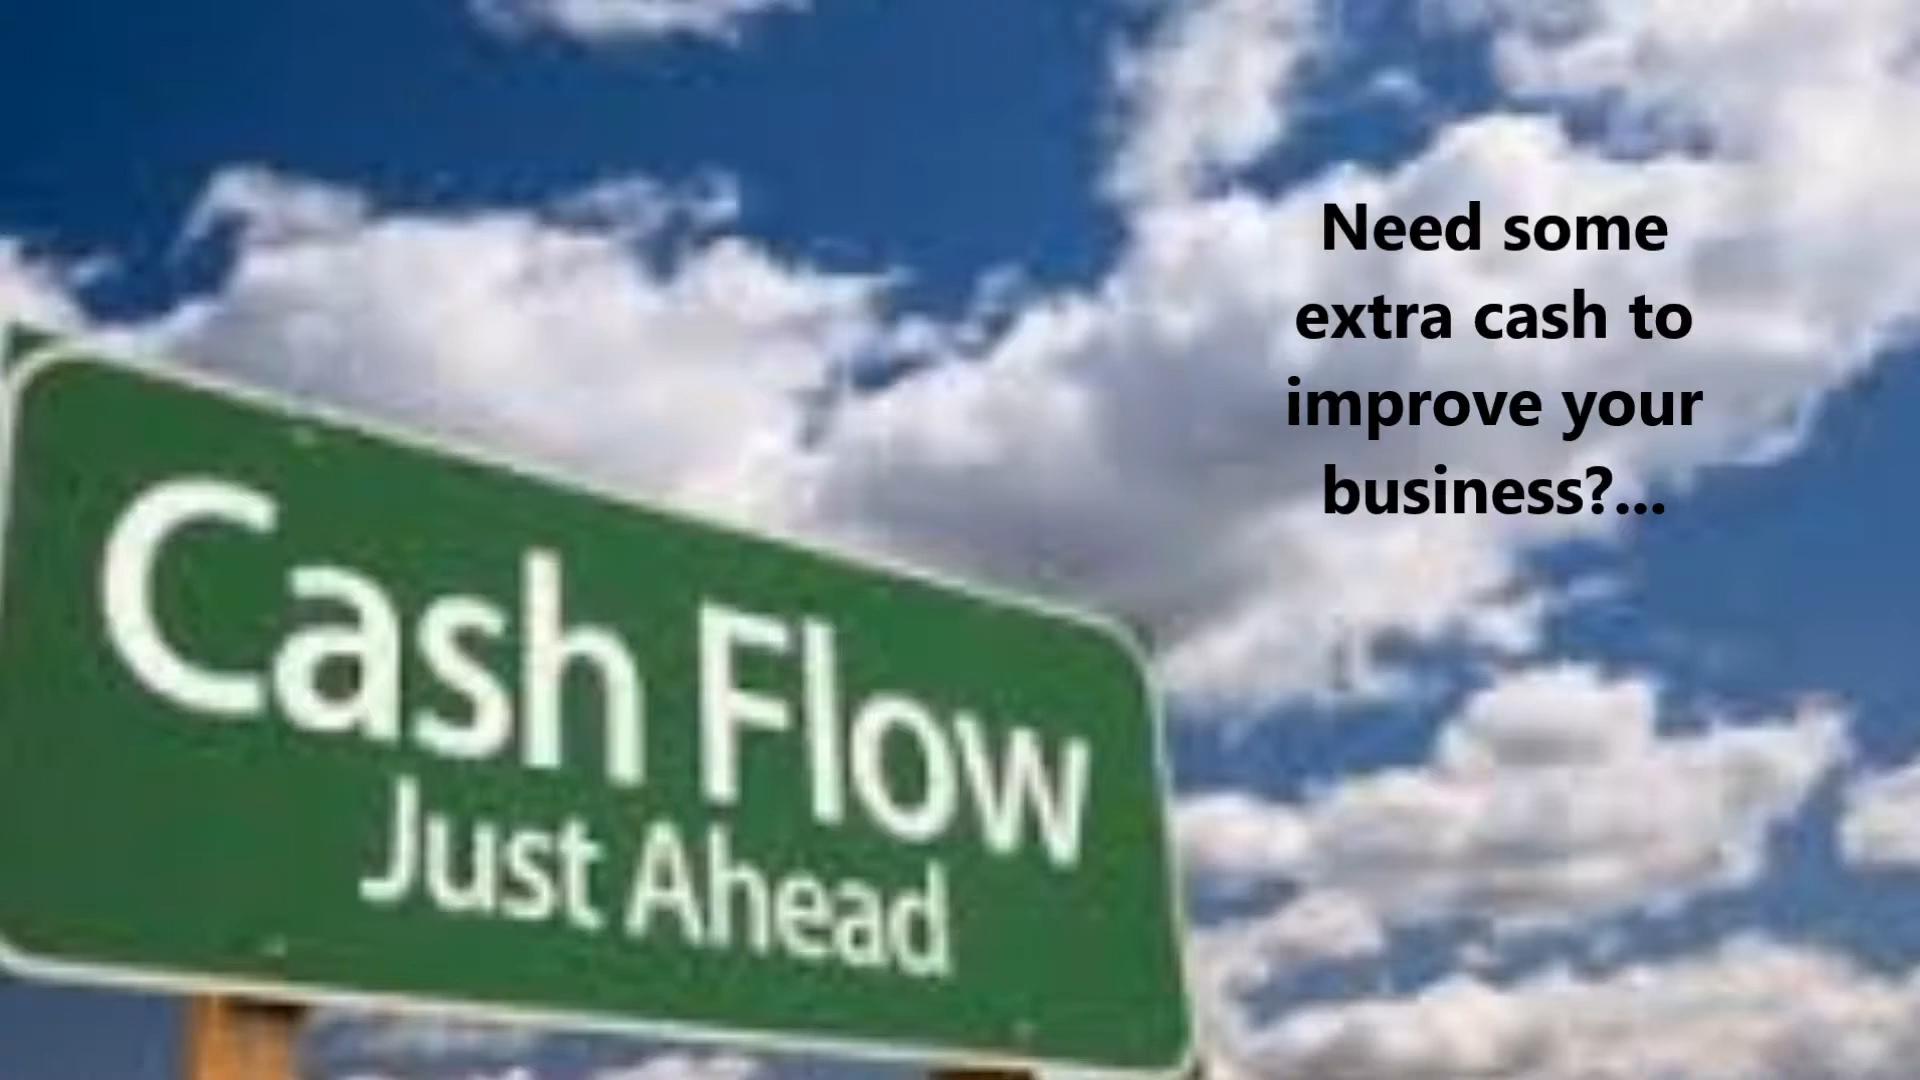 Need some
extra cash to
improve your
business?...
Cash Flow
Just Ahead